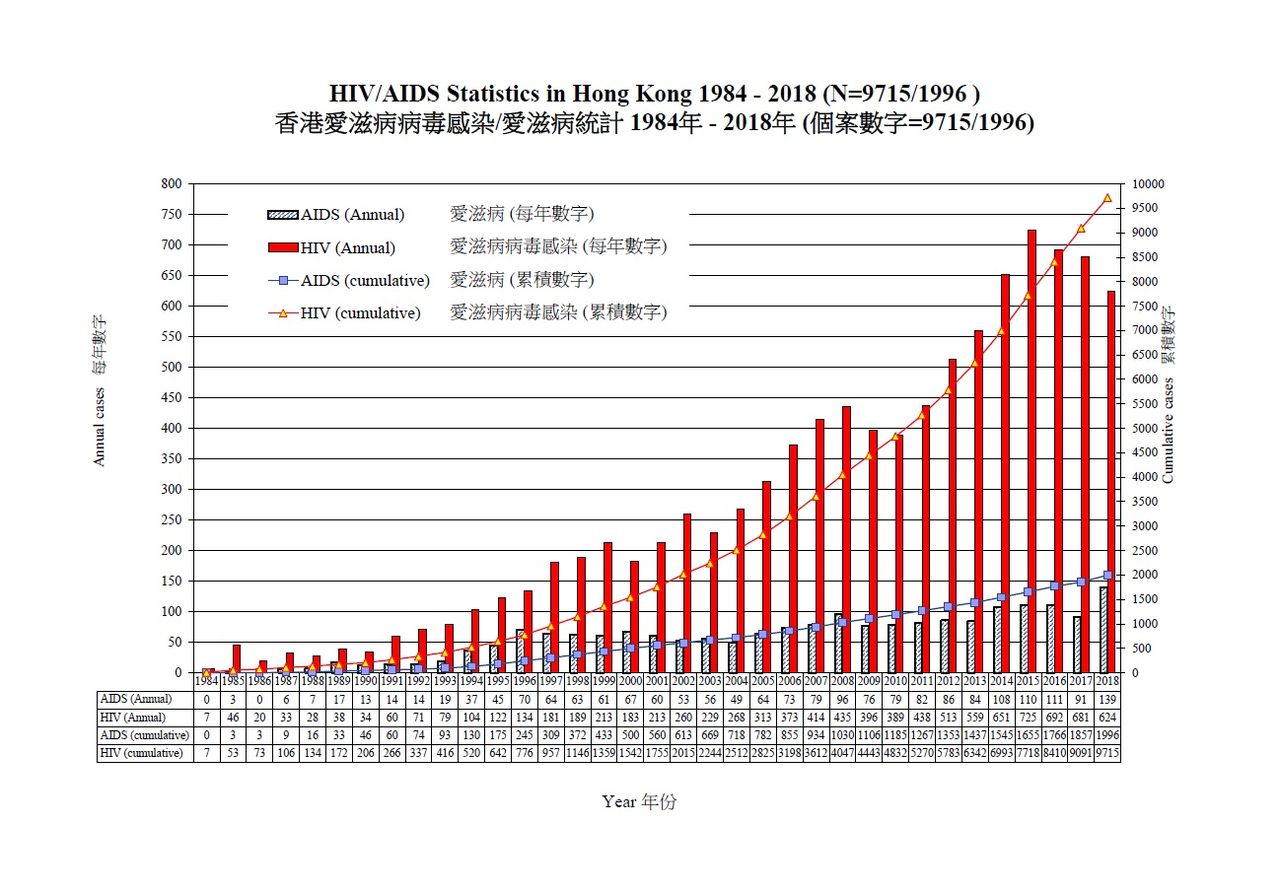 HIV/AIDS Statistics in Hong Kong 1984 - 2018 (N=9715/1996 )
香港愛滋病病毒感染/愛滋病統計 1984年 - 2018年 (個案數字=9715/1996)
800
750
700
650
600
550
500
450
400
350
300
250
200
150
100
50
0
Annual cases 每年數字
AIDS (Annual) 愛滋病 (每年數字)
HIV (Annual) 愛滋病病毒感染 (每年數字)
AIDS (cumulative) 愛滋病 (累積數字)
HIV (cumulative) 愛滋病病毒感染 (累積數字)
10000
9500
9000
8500
8000
7500
7000
6500
6000
5500
5000
4500
4000
3500
3000
2500
2000
1500
1000
500
0
Cumulative cases 累積數字
1984 1985 1986 1987 1988 1989 1990 1991 1992 1993 1994 1995 1996 1997 1998 1999 2000 2001 2002 2003 2004 2005 2006 2007 2008 2009 2010 2011 2012 2013 2014 2015 2016 2017 2018
AIDS (Annual) 0 3 0 6 7 17 13 14 14 19 37 45 70 64 63 61 67 60 53 56 49 64 73 79 96 76 79 82 86 84 108 110 111 91 139
HIV (Annual) 7 46 20 33 28 38 34 60 71 79 104 122 134 181 189 213 183 213 260 229 268 313 373 414 435 396 389 438 513 559 651 725 692 681 624
AIDS (cumulative) 0 3 3 9 16 33 46 60 74 93 130 175 245 309 372 433 500 560 613 669 718 782 855 934 1030 1106 1185 1267 1353 1437 1545 1655 1766 1857 1996
HIV (cumulative) 7 53 73 106 134 172 206 266 337 416 520 642 776 957 1146 1359 1542 1755 2015 2244 2512 2825 3198 3612 4047 4443 4832 5270 5783 6342 6993 7718 8410 9091 9715
Year 年份